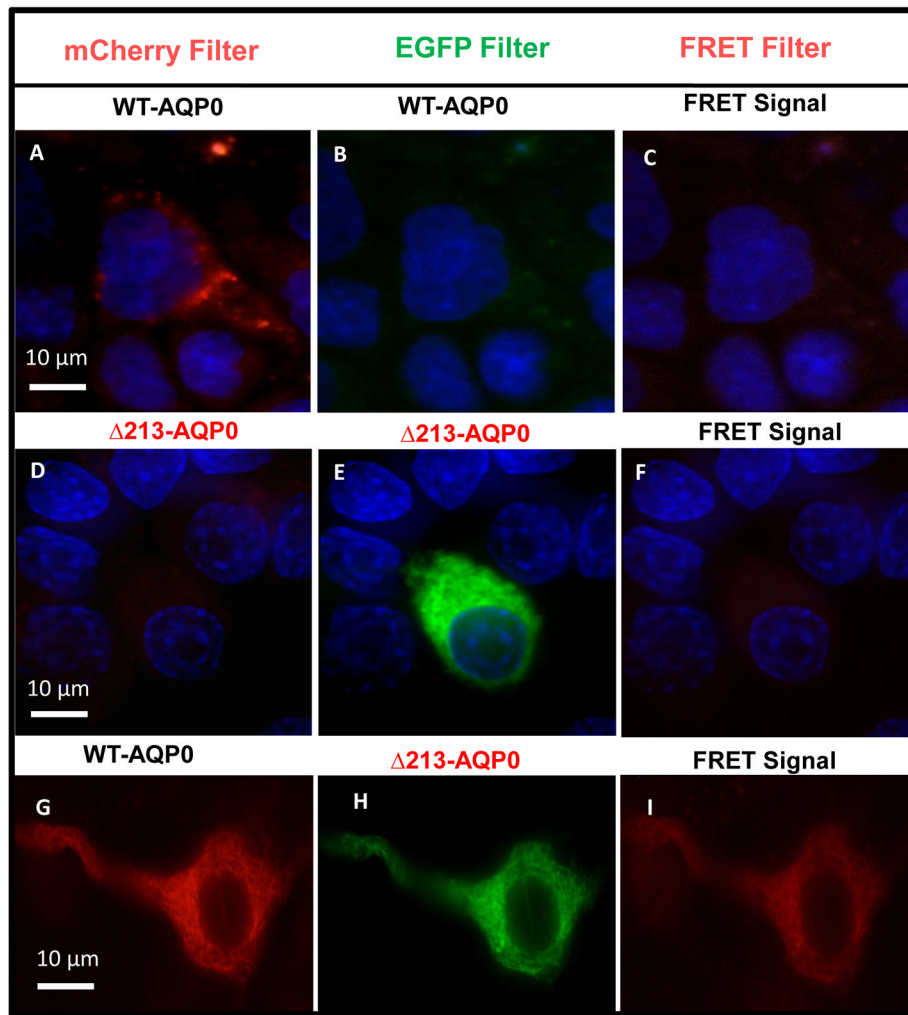 mCherry Filter EGFP Filter FRET Filter
WT-AQP0 WT-AQP0 FRET Signal
A B C
10 µm
Δ213-AQP0 Δ213-AQP0 FRET Signal
D E F
10 µm
WT-AQP0 Δ213-AQP0 FRET Signal
G H I
10 µm